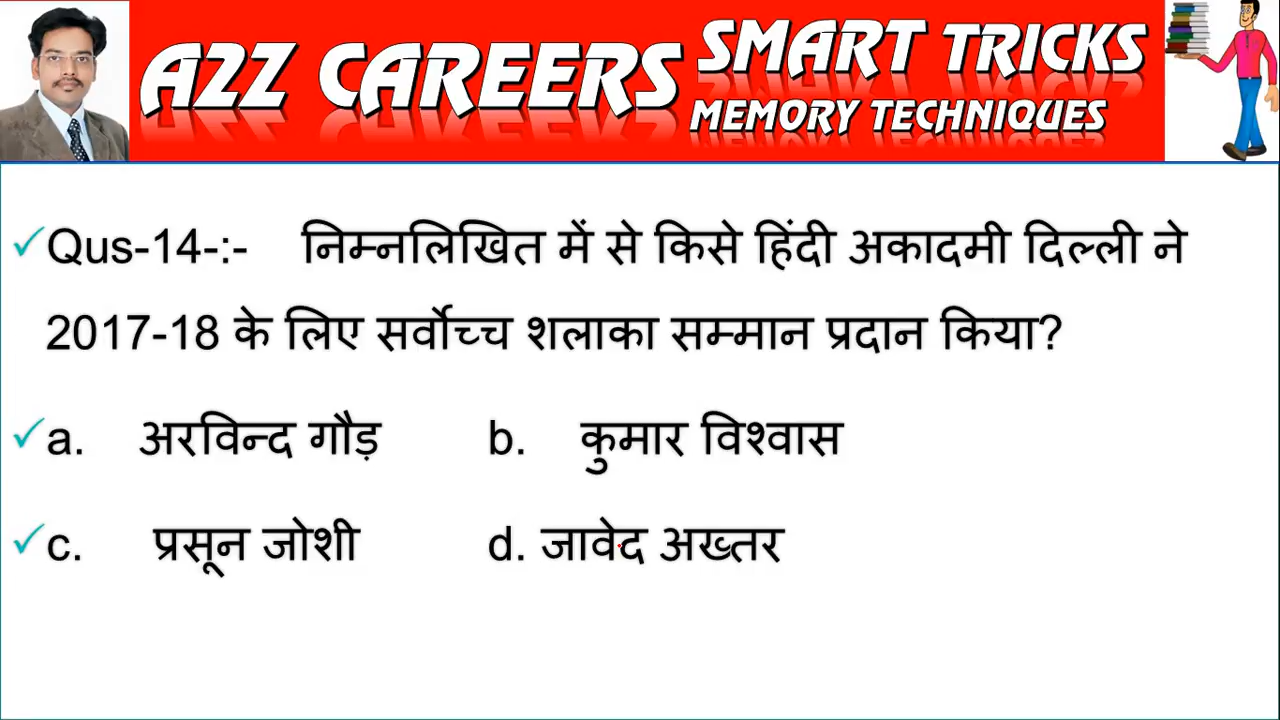 A2Z CAREERS
SMART TRICKS
MEMORY TECHNIQUES
✓Qus-14-:- निम्नलिखित में से किसे हिंदी अकादमी दिल्ली ने
2017-18 के लिए सर्वोच्च शलाका सम्मान प्रदान किया?
✓a. अरविन्द गौड़ b. कुमार विश्वास
✓c. प्रसून जोशी d. जावेद अख्तर